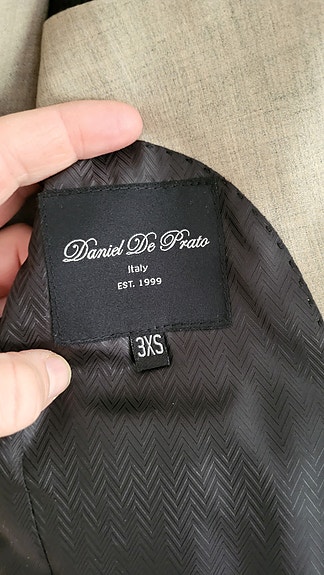 Daniel De Prato
Italy
EST. 1999
3XS